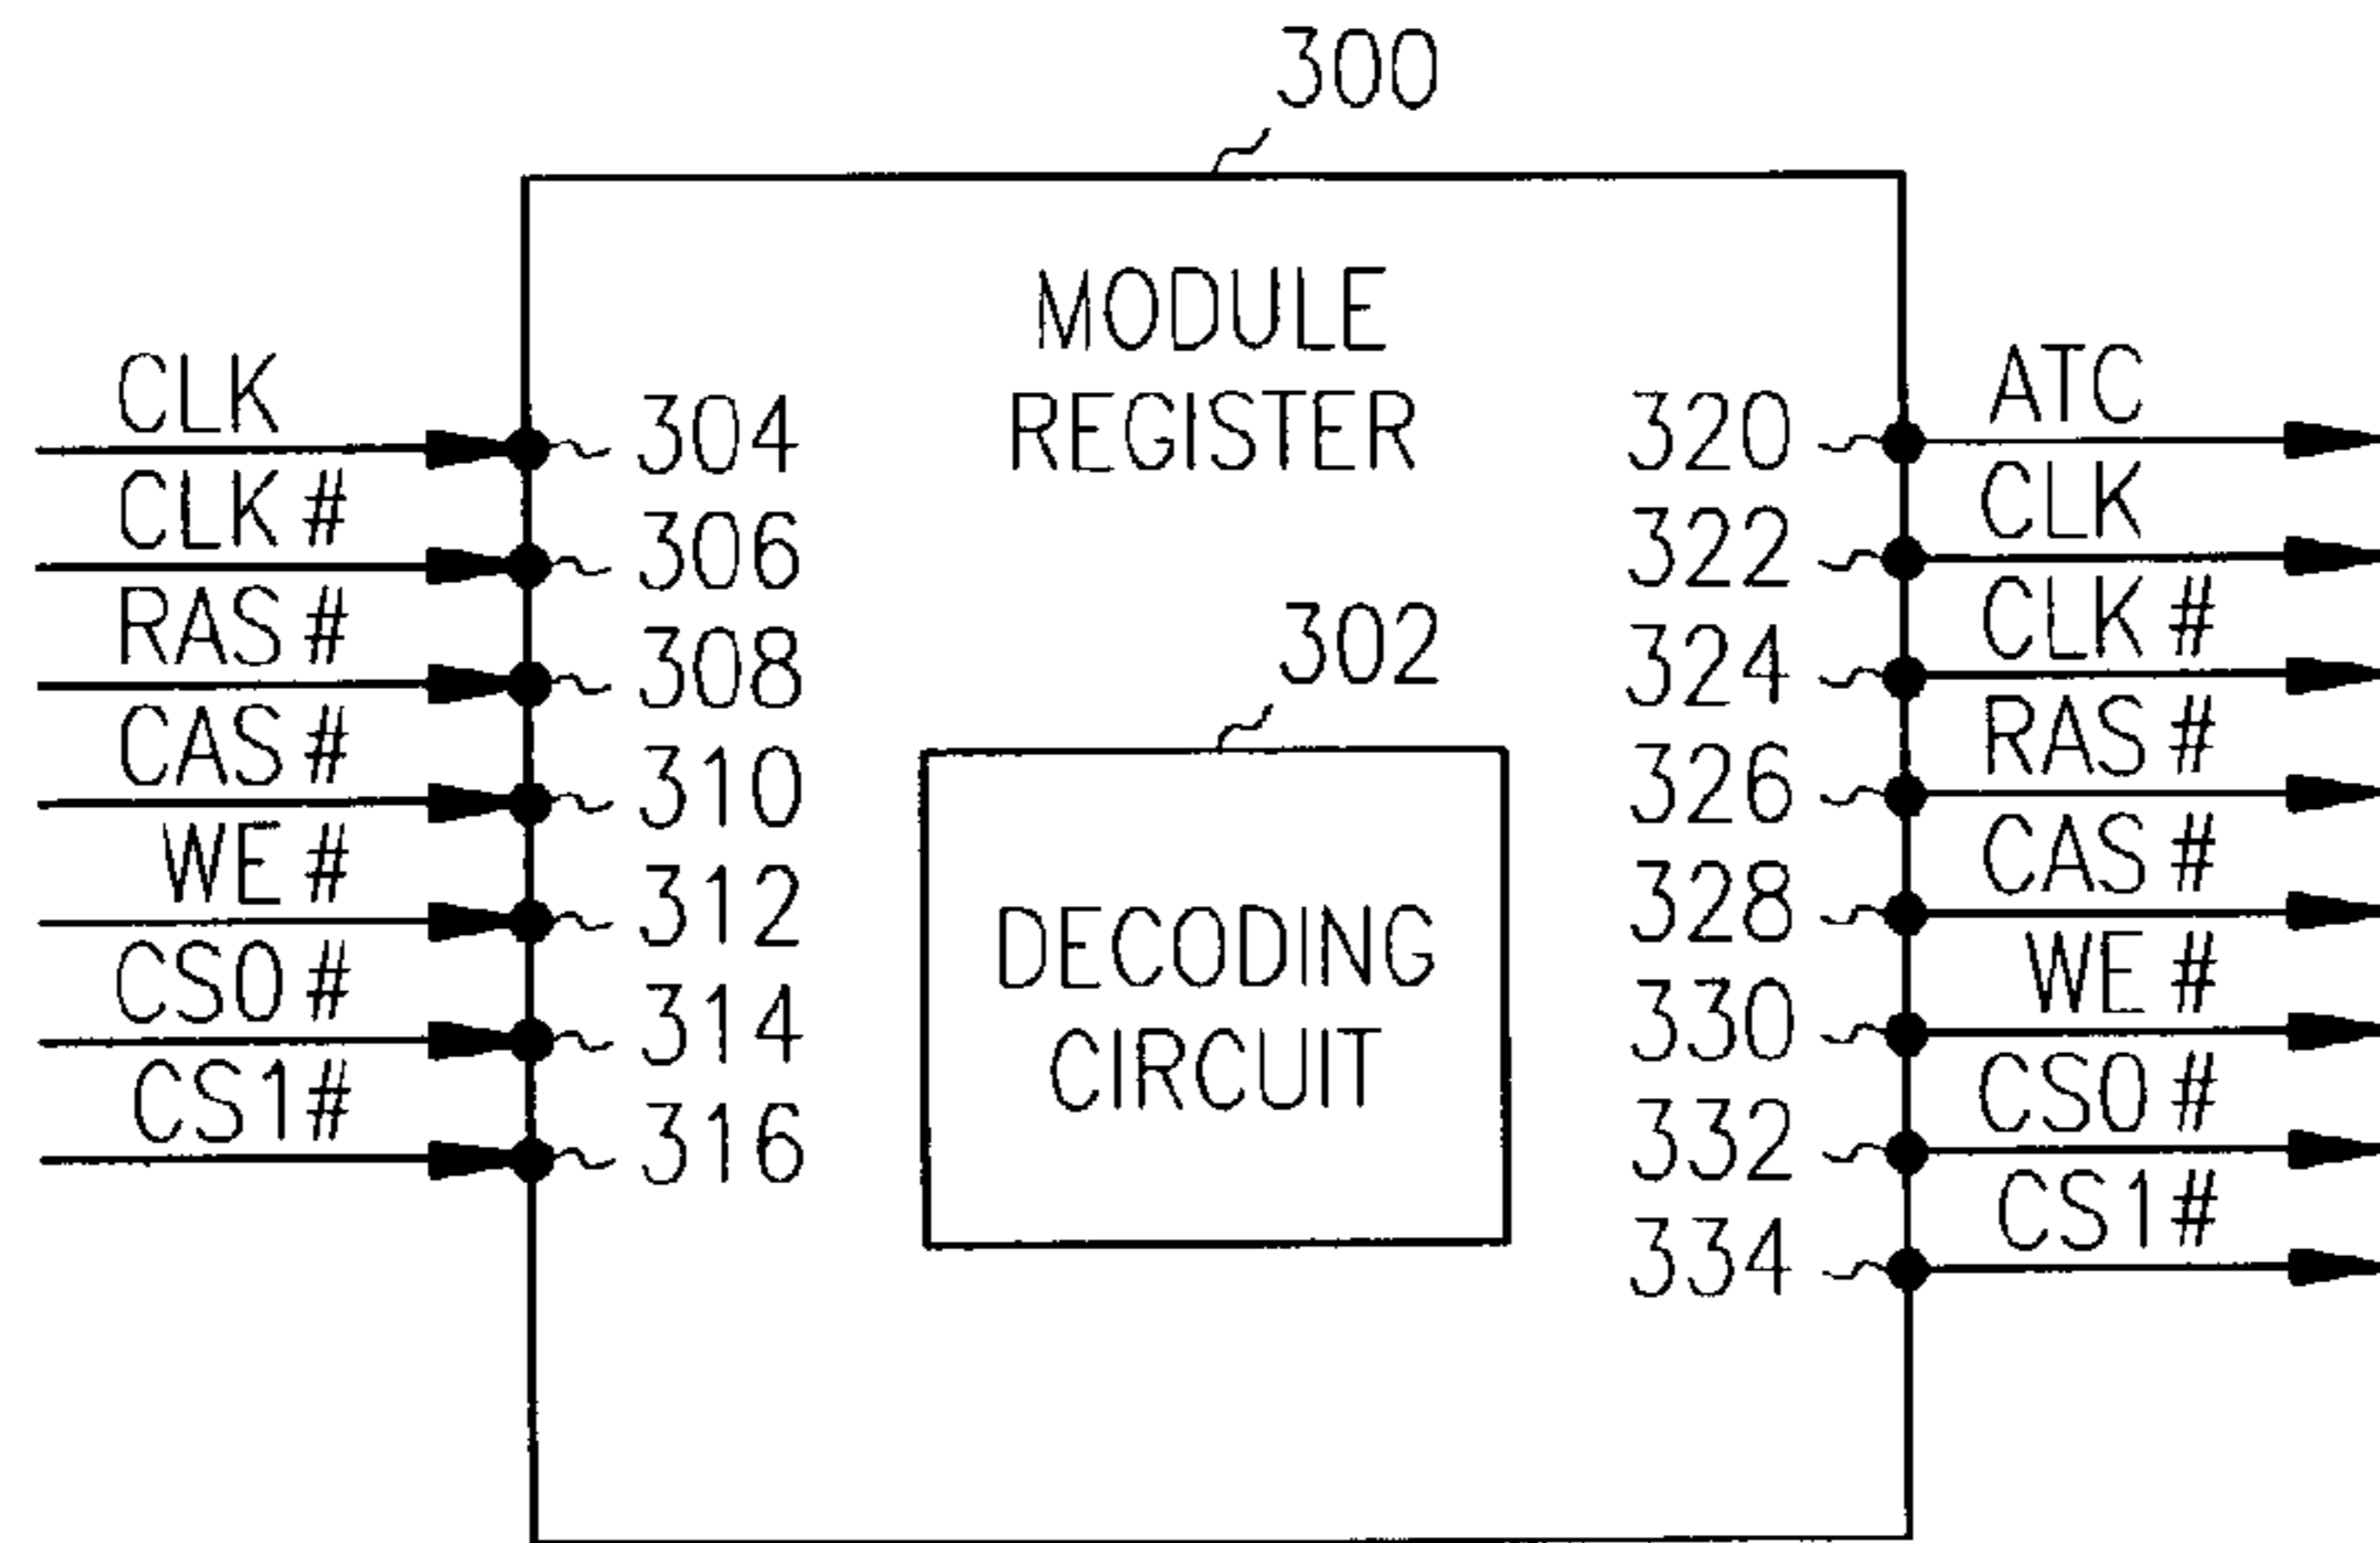 300
MODULE
REGISTER
CLK
304
CLK#
306
RAS#
308
CAS#
310
WE#
312
CS0#
314
CS1#
316
302
DECODING
CIRCUIT
320
ATC
322
CLK
324
CLK#
326
RAS#
328
CAS#
330
WE#
332
CS0#
334
CS1#